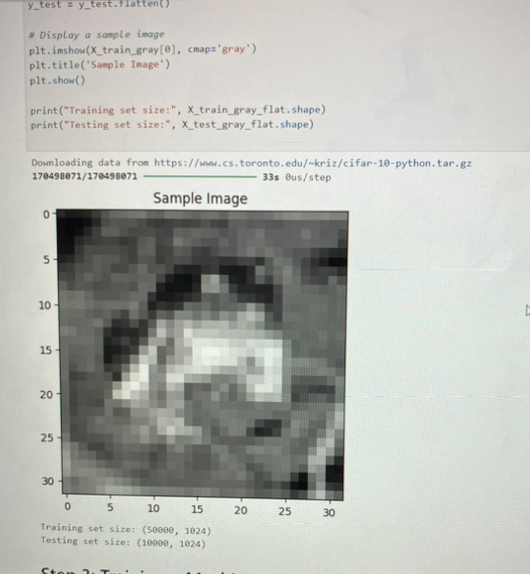 y_test = y_test.flatten()
# Display a sample image
plt.imshow(X_train_gray[0], cmap='gray')
plt.title('Sample Image')
plt.show()
print("Training set size:", X_train_gray_flat.shape)
print("Testing set size:", X_test_gray_flat.shape)
Downloading data from https://www.cs.toronto.edu/~kriz/cifar-10-python.tar.gz
170498071/170498071 33s 0us/step
Sample Image
0
5
10
15
20
25
30
0 5 10 15 20 25 30
Training set size: (50000, 1024)
Testing set size: (10000, 1024)